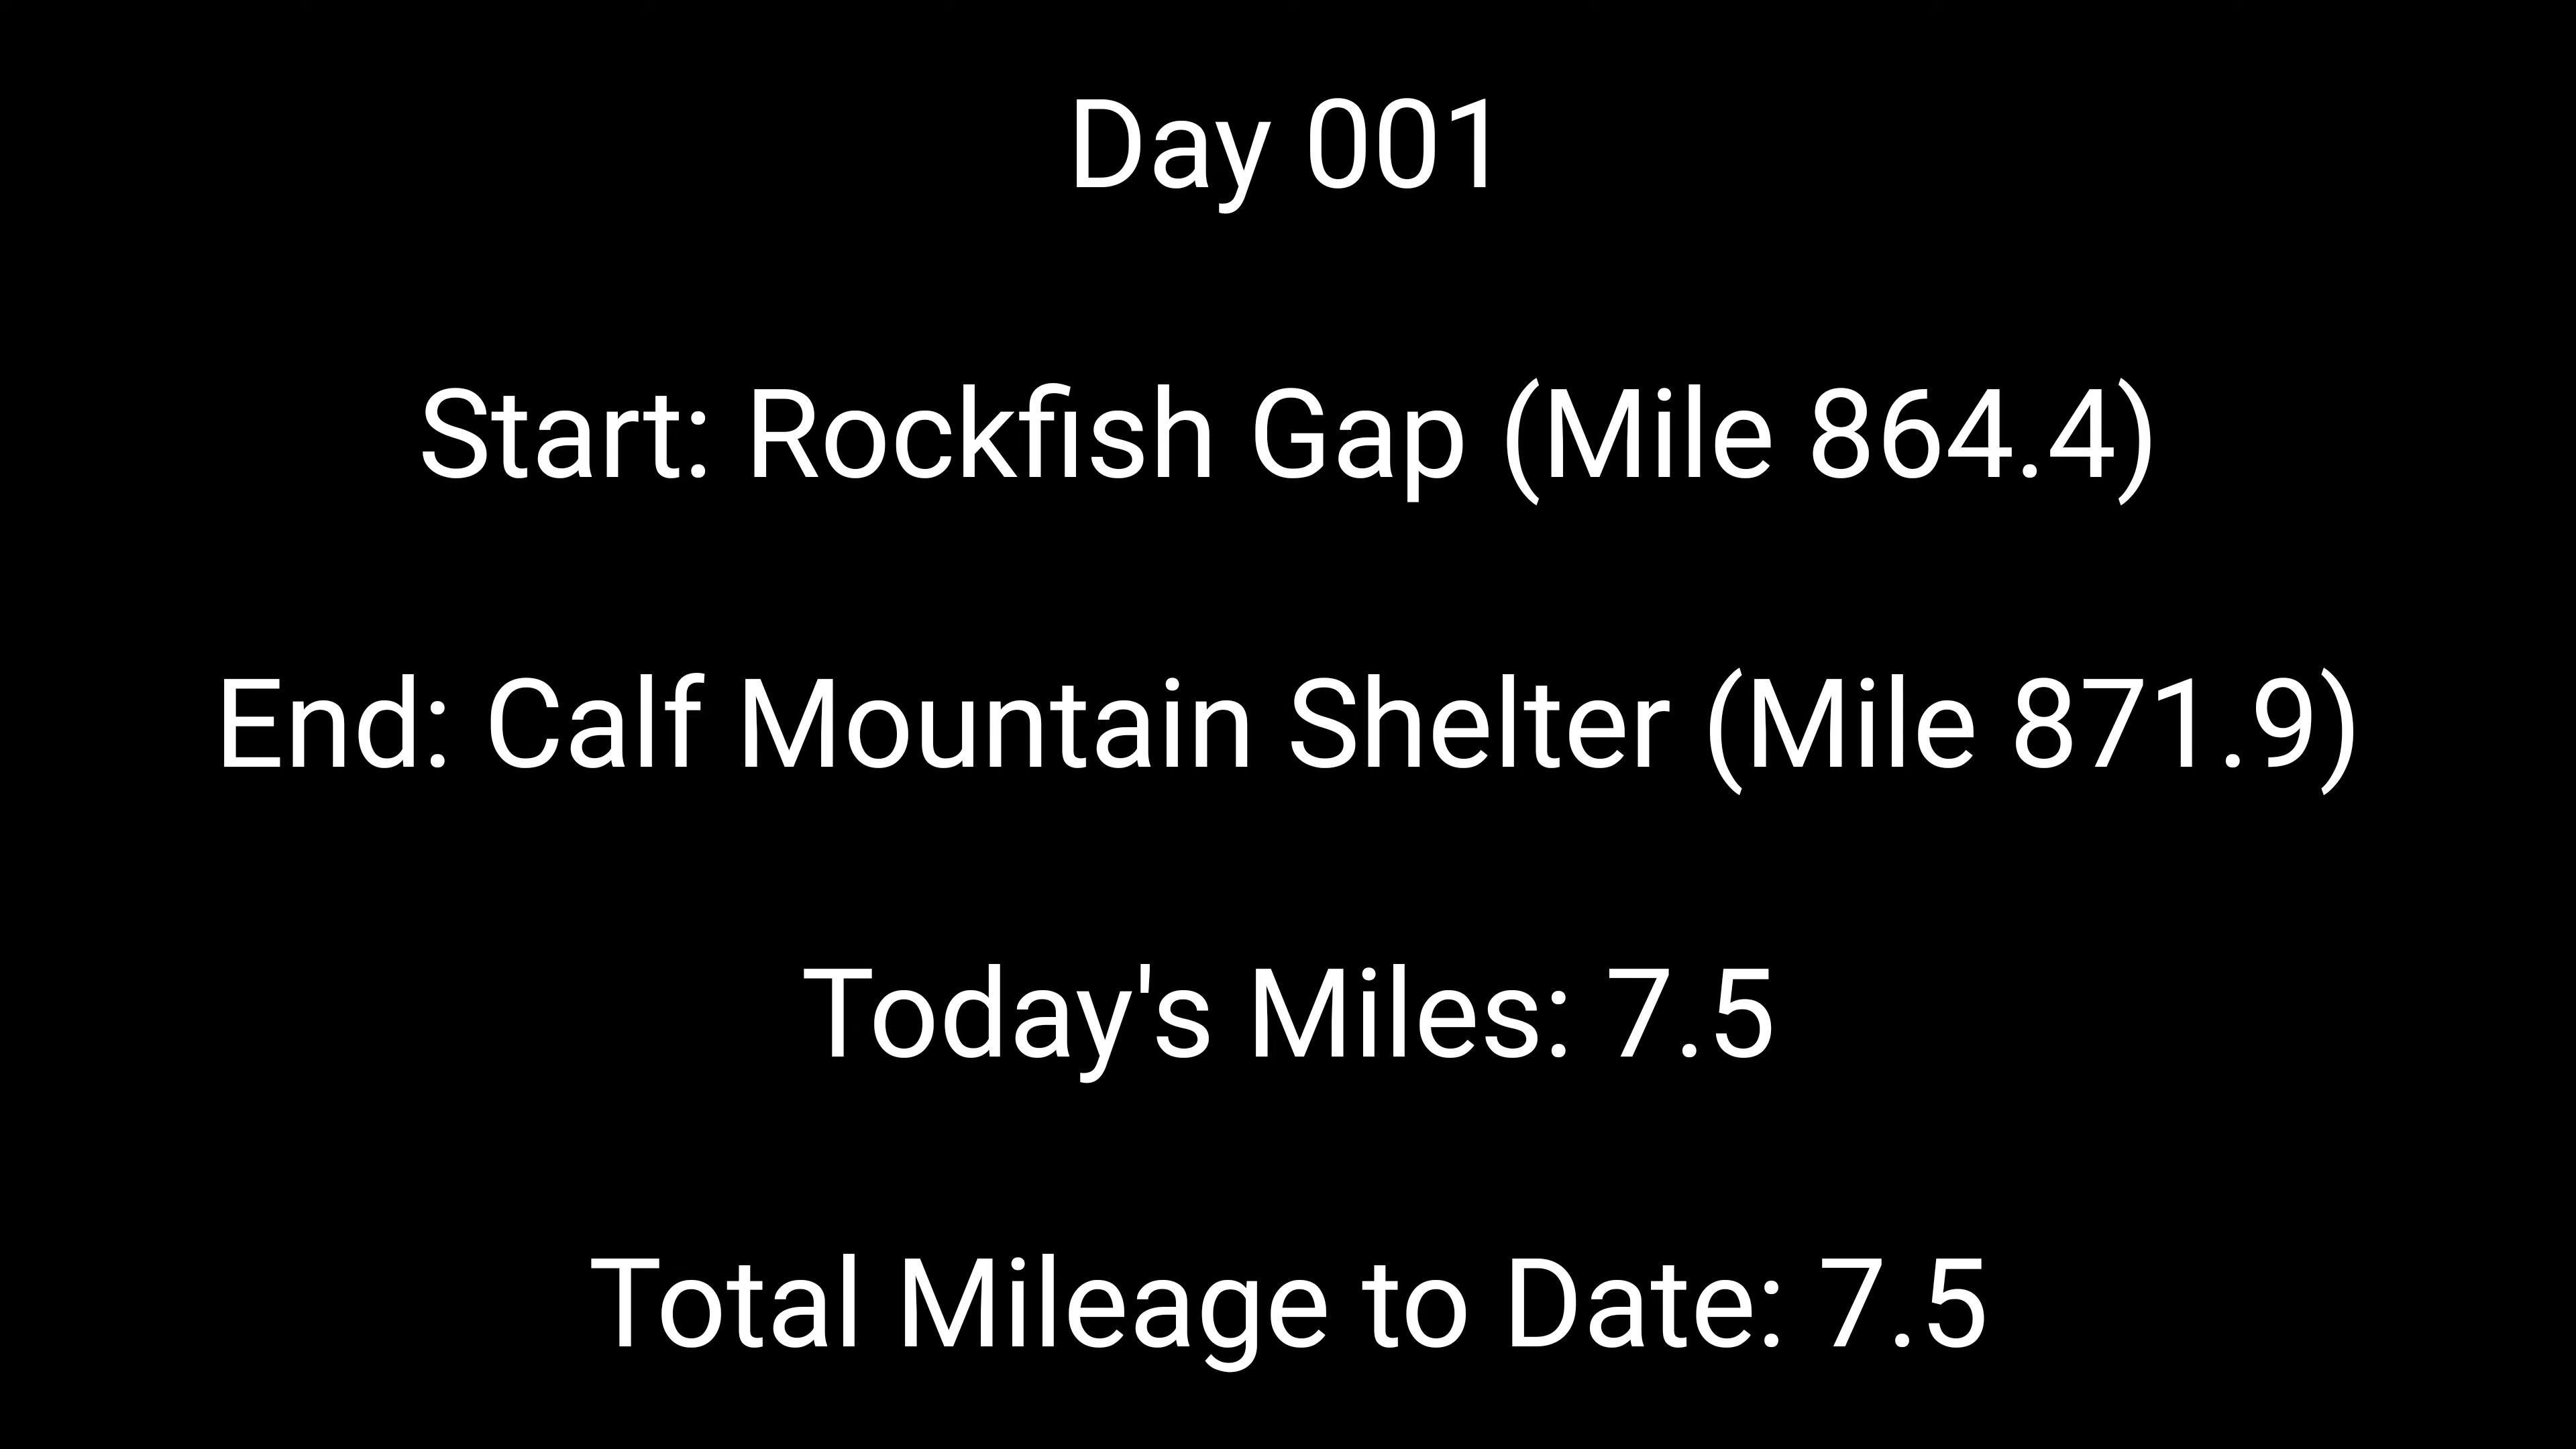 Day 001
Start: Rockfish Gap (Mile 864.4)
End: Calf Mountain Shelter (Mile 871.9)
Today's Miles: 7.5
Total Mileage to Date: 7.5